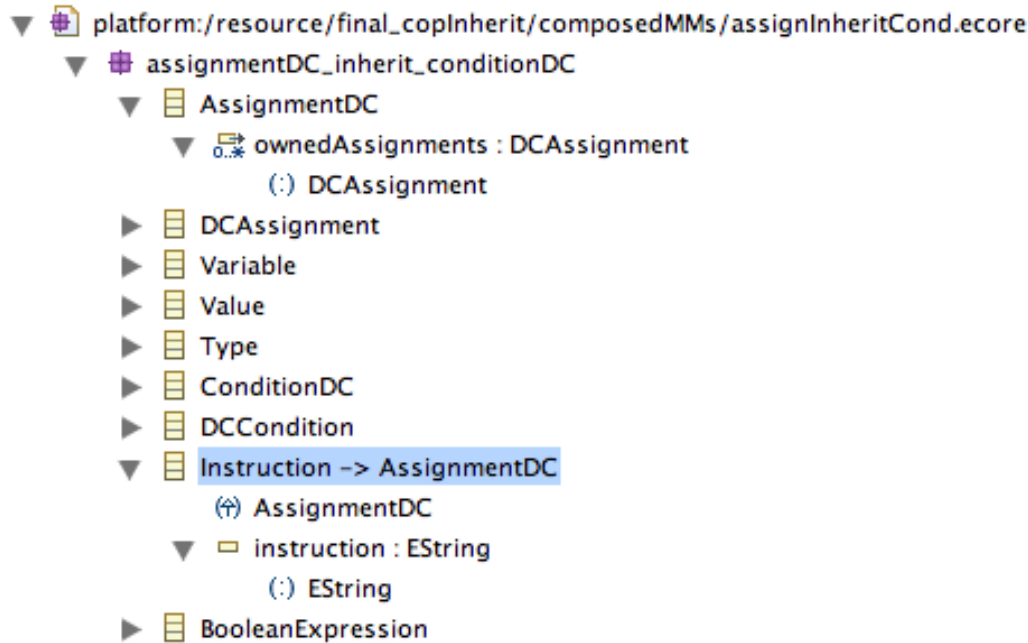 platform:/resource/final_copInherit/composedMMs/assignInheritCond.ecore
assignmentDC_inherit_conditionDC
AssignmentDC
0..* ownedAssignments : DCAssignment
(:) DCAssignment
DCAssignment
Variable
Value
Type
ConditionDC
DCCondition
Instruction -> AssignmentDC
AssignmentDC
instruction : EString
(:) EString
BooleanExpression